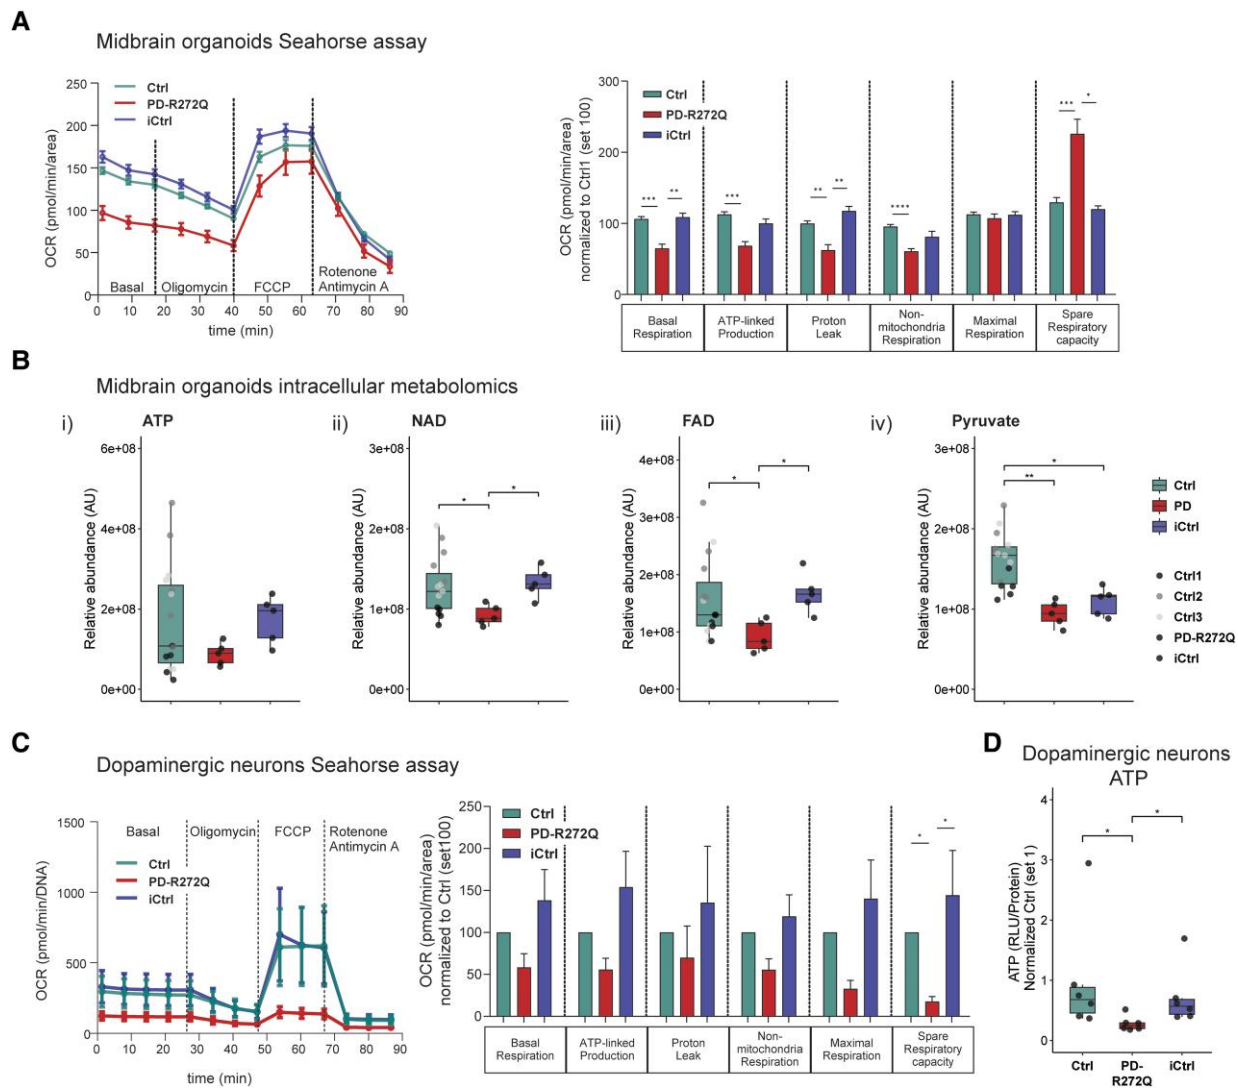 A
Midbrain organoids Seahorse assay
OCR (pmol/min/area)
250
200
150
100
50
0
Ctrl
PD-R272Q
iCtrl
Basal
Oligomycin
FCCP
Rotenone
Antimycin A
0 10 20 30 40 50 60 70 80 90
time (min)
OCR (pmol/min/area)
normalized to Ctrl1 (set 100)
300
200
100
0
Ctrl
PD-R272Q
iCtrl
*** **
***
** **
****
*** *
Basal
Respiration
ATP-linked
Production
Proton
Leak
Non-
mitochondria
Respiration
Maximal
Respiration
Spare
Respiratory
capacity
B
Midbrain organoids intracellular metabolomics
i)
ATP
Relative abundance (AU)
6e+08
4e+08
2e+08
0e+00
ii)
NAD
Relative abundance (AU)
3e+08
2e+08
1e+08
0e+00
*
*
iii)
FAD
Relative abundance (AU)
4e+08
3e+08
2e+08
1e+08
0e+00
*
*
iv)
Pyruvate
Relative abundance (AU)
3e+08
2e+08
1e+08
0e+00
*
**
Ctrl
PD
iCtrl
Ctrl1
Ctrl2
Ctrl3
PD-R272Q
iCtrl
C
Dopaminergic neurons Seahorse assay
OCR (pmol/min/DNA)
1500
1000
500
0
Basal
Oligomycin
FCCP
Rotenone
Antimycin A
Ctrl
PD-R272Q
iCtrl
0 10 20 30 40 50 60 70 80 90
time (min)
OCR (pmol/min/area)
normalized to Ctrl (set100)
250
200
150
100
50
0
Ctrl
PD-R272Q
iCtrl
* *
Basal
Respiration
ATP-linked
Production
Proton
Leak
Non-
mitochondria
Respiration
Maximal
Respiration
Spare
Respiratory
capacity
D
Dopaminergic neurons
ATP
ATP (RLU/Protein)
Normalized Ctrl (set 1)
4
3
2
1
0
*
*
Ctrl
PD-
R272Q
iCtrl